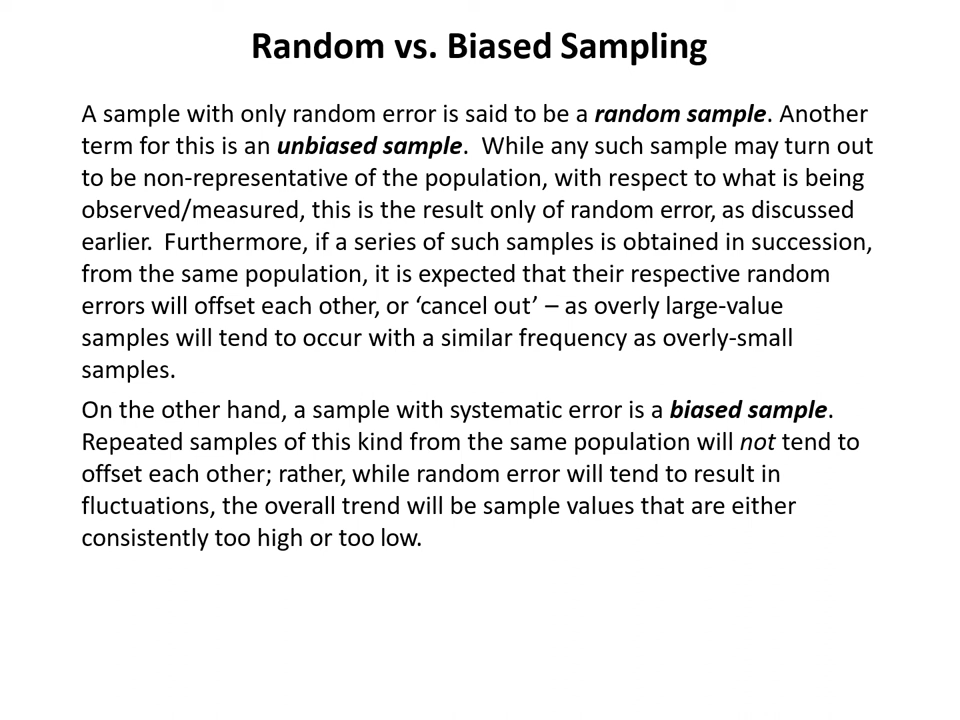 Random vs. Biased Sampling
A sample with only random error is said to be a random sample. Another
term for this is an unbiased sample.  While any such sample may turn out
to be non-representative of the population, with respect to what is being
observed/measured, this is the result only of random error, as discussed
earlier.  Furthermore, if a series of such samples is obtained in succession,
from the same population, it is expected that their respective random
errors will offset each other, or ‘cancel out’ – as overly large-value
samples will tend to occur with a similar frequency as overly-small
samples.
On the other hand, a sample with systematic error is a biased sample.
Repeated samples of this kind from the same population will not tend to
offset each other; rather, while random error will tend to result in
fluctuations, the overall trend will be sample values that are either
consistently too high or too low.